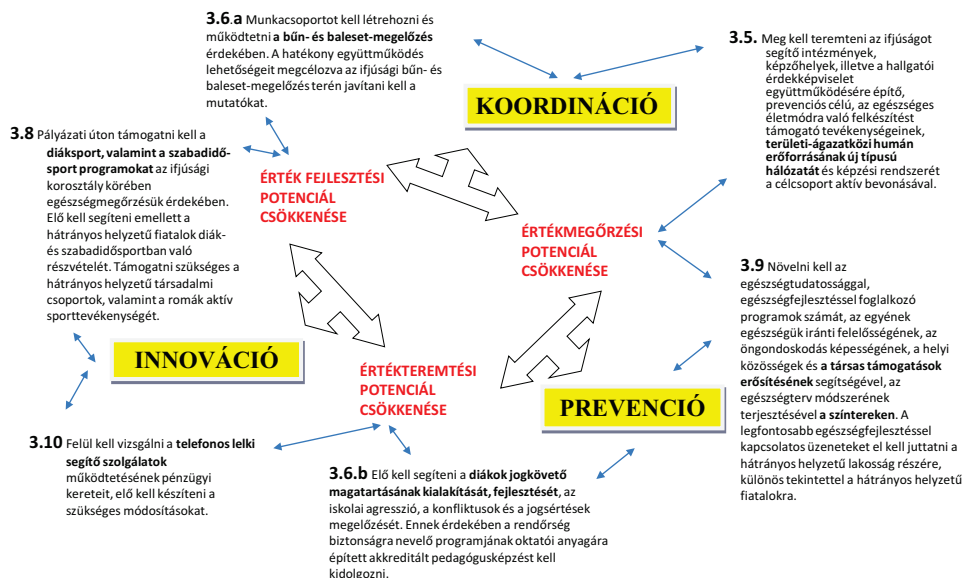 3.6.a Munkacsoportot kell létrehozni és
működtetni a bűn- és baleset-megelőzés
érdekében. A hatékony együttműködés
lehetőségeit megcélozva az ifjúsági bűn- és
baleset-megelőzés terén javítani kell a
mutatókat.
KOORDINÁCIÓ
3.5. Meg kell teremteni az ifjúságot
segítő intézmények,
képzőhelyek, illetve a hallgatói
érdekképviselet
együttműködésére építő,
prevenciós célú, az egészséges
életmódra való felkészítést
támogató tevékenységeinek,
területi-ágazatközi humán
erőforrásának új típusú
hálózatát és képzési rendszerét
a célcsoport aktív bevonásával.
3.8 Pályázati úton támogatni kell a
diáksport, valamint a szabadidő-
sport programokat az ifjúsági
korosztály körében
egészségmegőrzésük érdekében.
Elő kell segíteni emellett a
hátrányos helyzetű fiatalok diák-
és szabadidősportban való
részvételét. Támogatni szükséges a
hátrányos helyzetű társadalmi
csoportok, valamint a romák aktív
sporttevékenységét.
ÉRTÉK FEJLESZTÉSI
POTENCIÁL
CSÖKKENÉSE
ÉRTÉKMEGŐRZÉSI
POTENCIÁL
CSÖKKENÉSE
3.9 Növelni kell az
egészségtudatossággal,
egészségfejlesztéssel foglalkozó
programok számát, az egyének
egészségük iránti felelősségének, az
öngondoskodás képességének, a helyi
közösségek és a társas támogatások
erősítésének segítségével, az
egészségterv módszerének
terjesztésével a színtereken. A
legfontosabb egészségfejlesztéssel
kapcsolatos üzeneteket el kell juttatni a
hátrányos helyzetű lakosság részére,
különös tekintettel a hátrányos helyzetű
fiatalokra.
INNOVÁCIÓ
ÉRTÉKTEREMTÉSI
POTENCIÁL
CSÖKKENÉSE
PREVENCIÓ
3.10 Felül kell vizsgálni a telefonos lelki
segítő szolgálatok
működtetésének pénzügyi
kereteit, elő kell készíteni a
szükséges módosításokat.
3.6.b Elő kell segíteni a diákok jogkövető
magatartásának kialakítását, fejlesztését, az
iskolai agresszió, a konfliktusok és a jogsértések
megelőzését. Ennek érdekében a rendőrség
biztonságra nevelő programjának oktatói anyagára
épített akkreditált pedagógusképzést kell
kidolgozni.